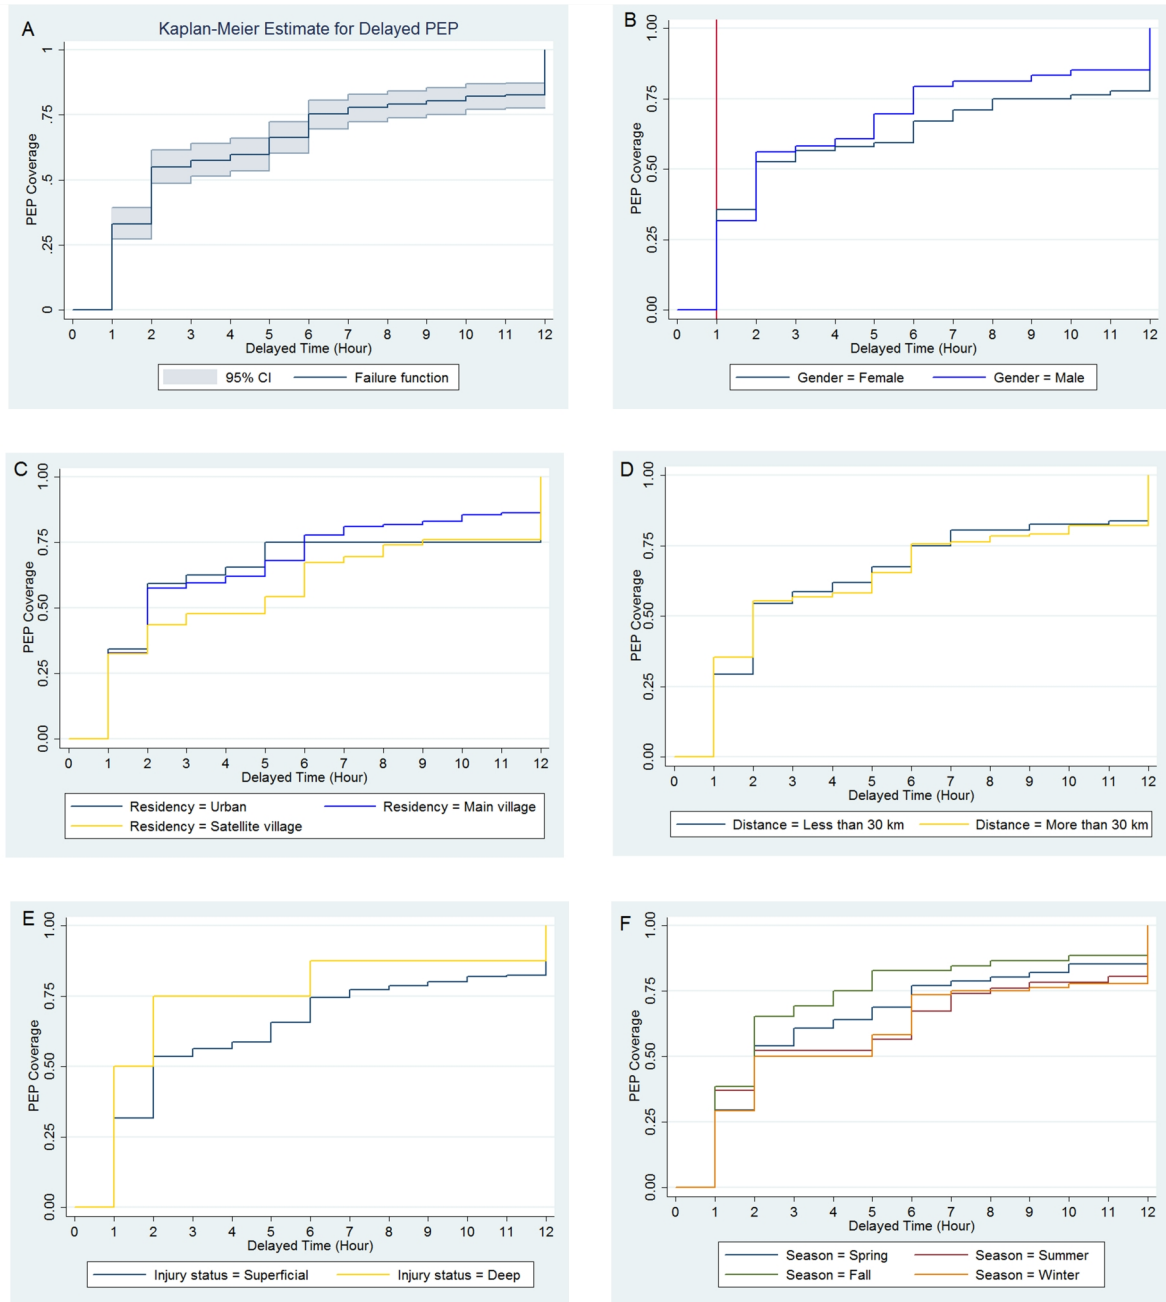 A
Kaplan-Meier Estimate for Delayed PEP
PEP Coverage
1
.75
.5
.25
0
0 1 2 3 4 5 6 7 8 9 10 11 12
Delayed Time (Hour)
95% CI Failure function
B
PEP Coverage
1.00
0.75
0.50
0.25
0.00
0 1 2 3 4 5 6 7 8 9 10 11 12
Delayed Time (Hour)
Gender = Female Gender = Male
C
PEP Coverage
1.00
0.75
0.50
0.25
0.00
0 1 2 3 4 5 6 7 8 9 10 11 12
Delayed Time (Hour)
Residency = Urban Residency = Main village
Residency = Satellite village
D
PEP Coverage
1.00
0.75
0.50
0.25
0.00
0 1 2 3 4 5 6 7 8 9 10 11 12
Delayed Time (Hour)
Distance = Less than 30 km Distance = More than 30 km
E
PEP Coverage
1.00
0.75
0.50
0.25
0.00
0 1 2 3 4 5 6 7 8 9 10 11 12
Delayed Time (Hour)
Injury status = Superficial Injury status = Deep
F
PEP Coverage
1.00
0.75
0.50
0.25
0.00
0 1 2 3 4 5 6 7 8 9 10 11 12
Delayed Time (Hour)
Season = Spring Season = Summer
Season = Fall Season = Winter